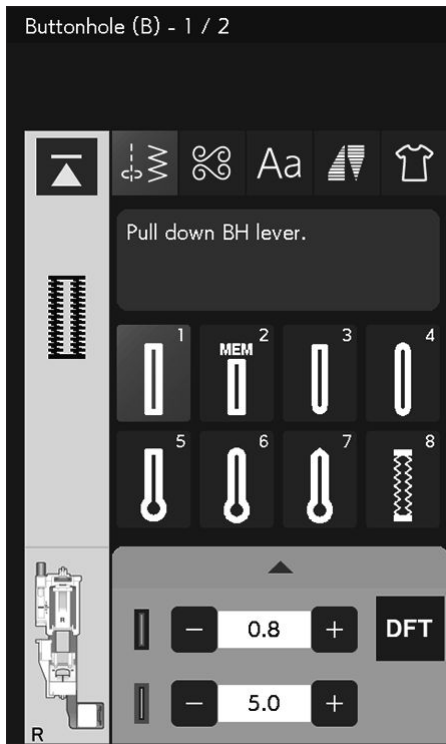 Buttonhole (B) - 1 / 2
Aa
Pull down BH lever.
1
MEM 2
3
4
5
6
7
8
− 0.8 + DFT
− 5.0 +
R